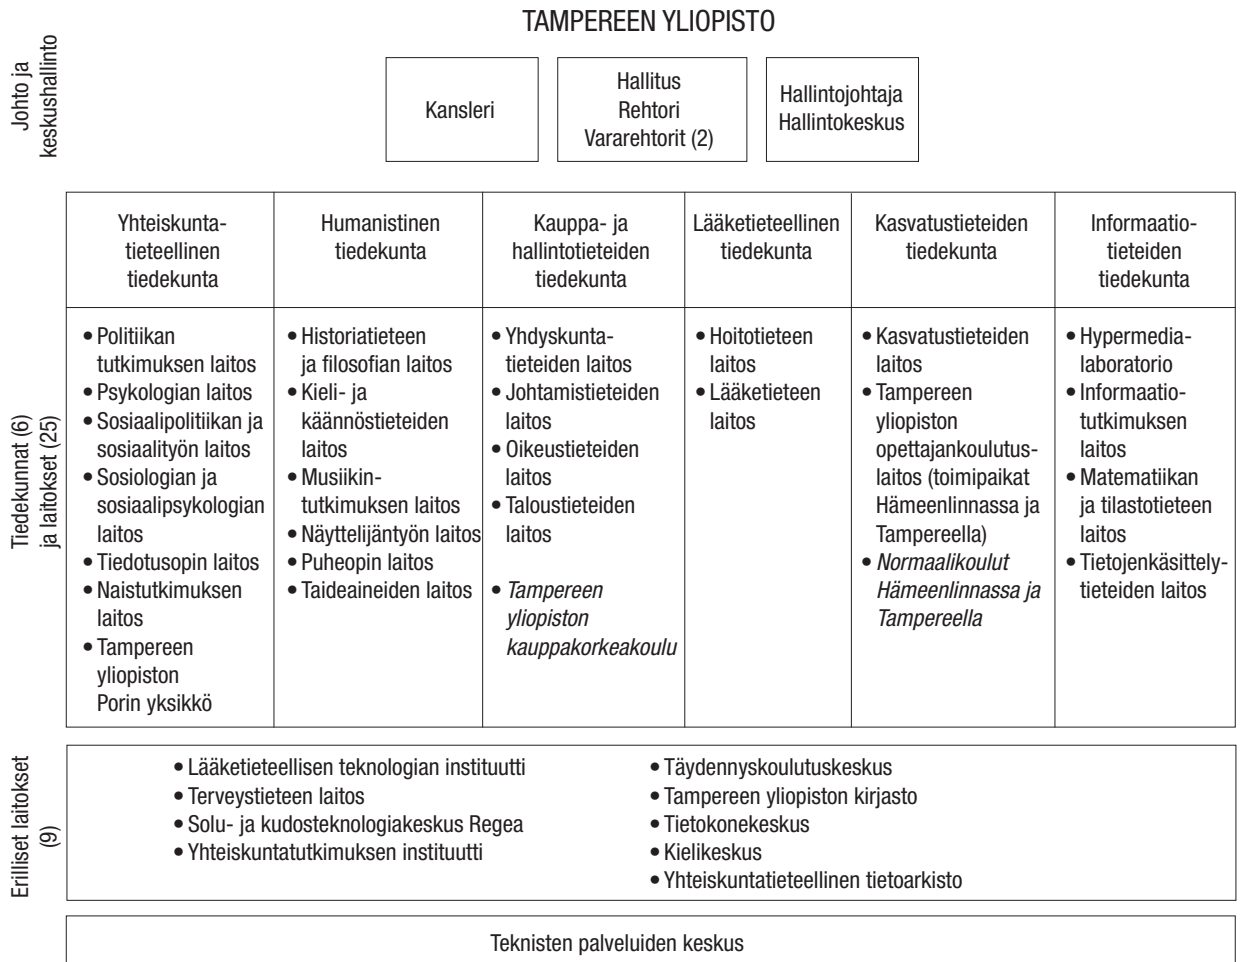 TAMPEREEN YLIOPISTO
Johto ja
keskushallinto
Kansleri
Hallitus
Rehtori
Vararehtorit (2)
Hallintojohtaja
Hallintokeskus
Tiedekunnat (6)
ja laitokset (25)
Yhteiskunta-
tieteellinen
tiedekunta
• Politiikan
tutkimuksen laitos
• Psykologian laitos
• Sosiaalipolitiikan ja
sosiaalityön laitos
• Sosiologian ja
sosiaalipsykologian
laitos
• Tiedotusopin laitos
• Naistutkimuksen
laitos
• Tampereen
yliopiston
Porin yksikkö
Humanistinen
tiedekunta
• Historiatieteen
ja filosofian laitos
• Kieli- ja
käännöstieteiden
laitos
• Musiikin-
tutkimuksen laitos
• Näyttelijäntyön laitos
• Puheopin laitos
• Taideaineiden laitos
Kauppa- ja
hallintotieteiden
tiedekunta
• Yhdyskunta-
tieteiden laitos
• Johtamistieteiden
laitos
• Oikeustieteiden
laitos
• Taloustieteiden
laitos
• Tampereen
yliopiston
kauppakorkeakoulu
Lääketieteellinen
tiedekunta
• Hoitotieteen
laitos
• Lääketieteen
laitos
Kasvatustieteiden
tiedekunta
• Kasvatustieteiden
laitos
• Tampereen
yliopiston
opettajankoulutus-
laitos (toimipaikat
Hämeenlinnassa ja
Tampereella)
• Normaalikoulut
Hämeenlinnassa ja
Tampereella
Informaatio-
tieteiden
tiedekunta
• Hypermedia-
laboratorio
• Informaatio-
tutkimuksen
laitos
• Matematiikan
ja tilastotieteen
laitos
• Tietojenkäsittely-
tieteiden laitos
Erilliset laitokset
(9)
• Lääketieteellisen teknologian instituutti
• Terveystieteen laitos
• Solu- ja kudosteknologiakeskus Regea
• Yhteiskuntatutkimuksen instituutti
• Täydennyskoulutuskeskus
• Tampereen yliopiston kirjasto
• Tietokonekeskus
• Kielikeskus
• Yhteiskuntatieteellinen tietoarkisto
Teknisten palveluiden keskus